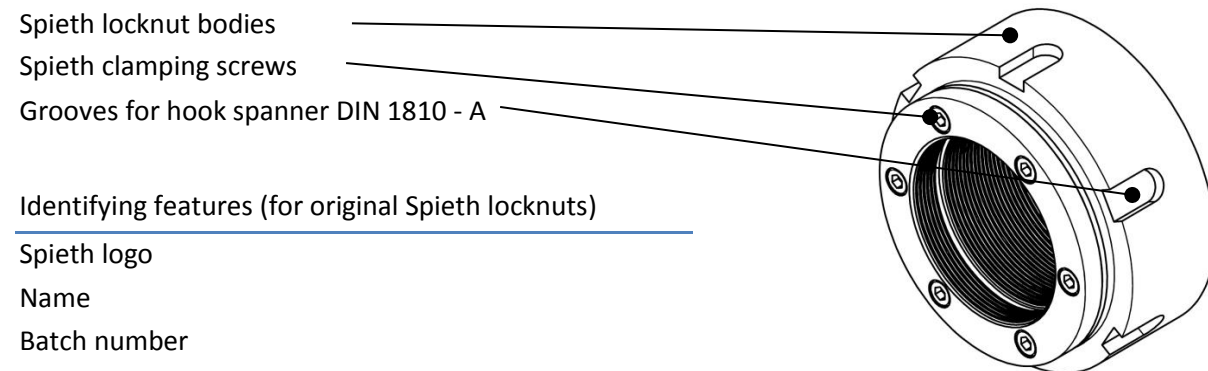 Spieth locknut bodies
Spieth clamping screws
Grooves for hook spanner DIN 1810 - A
Identifying features (for original Spieth locknuts)
Spieth logo
Name
Batch number